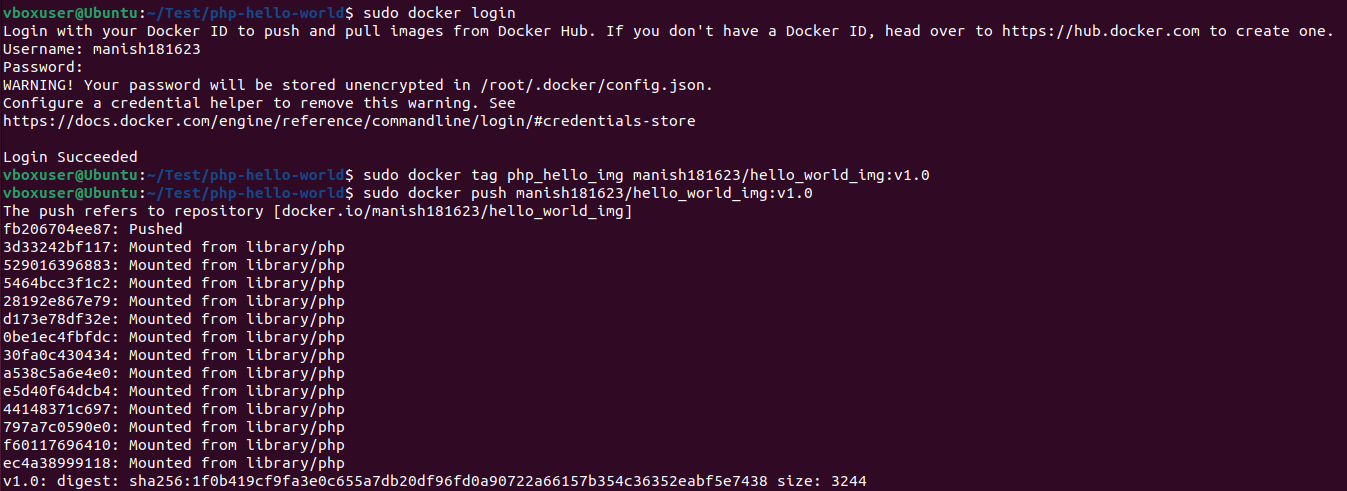 vboxuser@Ubuntu:~/Test/php-hello-world$ sudo docker login
Login with your Docker ID to push and pull images from Docker Hub. If you don't have a Docker ID, head over to https://hub.docker.com to create one.
Username: manish181623
Password:
WARNING! Your password will be stored unencrypted in /root/.docker/config.json.
Configure a credential helper to remove this warning. See
https://docs.docker.com/engine/reference/commandline/login/#credentials-store
Login Succeeded
vboxuser@Ubuntu:~/Test/php-hello-world$ sudo docker tag php_hello_img manish181623/hello_world_img:v1.0
vboxuser@Ubuntu:~/Test/php-hello-world$ sudo docker push manish181623/hello_world_img:v1.0
The push refers to repository [docker.io/manish181623/hello_world_img]
fb206704ee87: Pushed
3d33242bf117: Mounted from library/php
529016396883: Mounted from library/php
5464bcc3f1c2: Mounted from library/php
28192e867e79: Mounted from library/php
d173e78df32e: Mounted from library/php
0be1ec4fbfdc: Mounted from library/php
30fa0c430434: Mounted from library/php
a538c5a6e4e0: Mounted from library/php
e5d40f64dcb4: Mounted from library/php
44148371c697: Mounted from library/php
797a7c0590e0: Mounted from library/php
f60117696410: Mounted from library/php
ec4a38999118: Mounted from library/php
v1.0: digest: sha256:1f0b419cf9fa3e0c655a7db20df96fd0a90722a66157b354c36352eabf5e7438 size: 3244